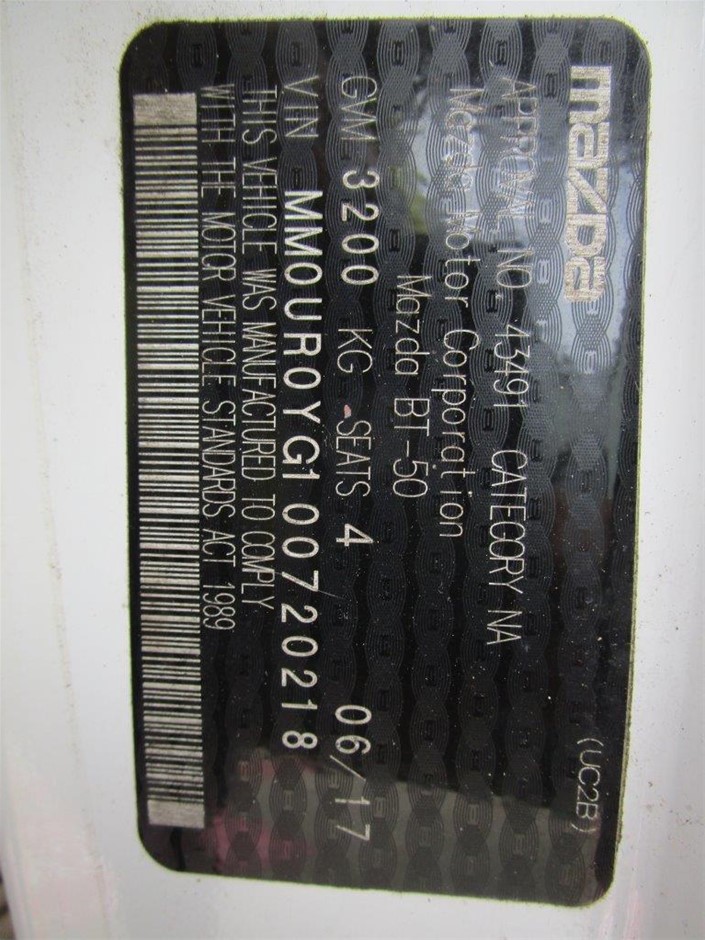 mazda
(UC2B)
APPROVAL NO 43491 CATEGORY NA
Mazda Motor Corporation
Mazda BT-50
GVM 3200 KG SEATS 4 06/17
VIN MM0UR0YG100720218
THIS VEHICLE WAS MANUFACTURED TO COMPLY
WITH THE MOTOR VEHICLE STANDARDS ACT 1989